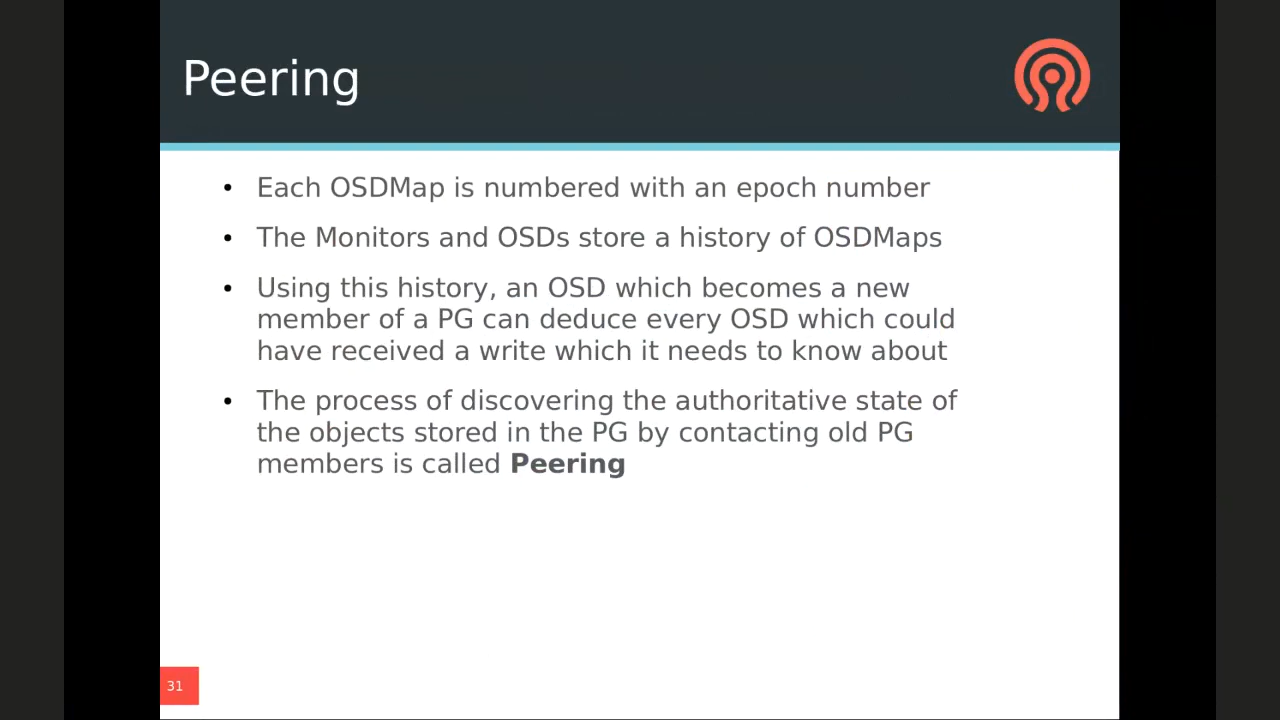 Peering
• Each OSDMap is numbered with an epoch number
• The Monitors and OSDs store a history of OSDMaps
• Using this history, an OSD which becomes a new
member of a PG can deduce every OSD which could
have received a write which it needs to know about
• The process of discovering the authoritative state of
the objects stored in the PG by contacting old PG
members is called Peering
31